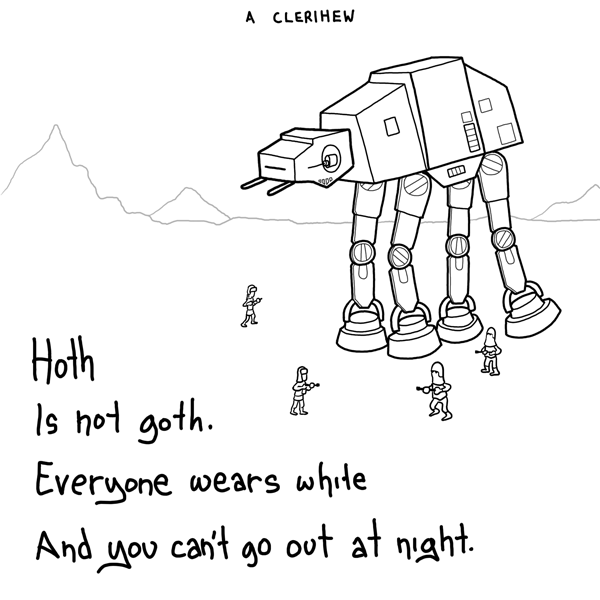 A CLERIHEW
Hoth
Is not goth.
Everyone wears white
And you can't go out at night.